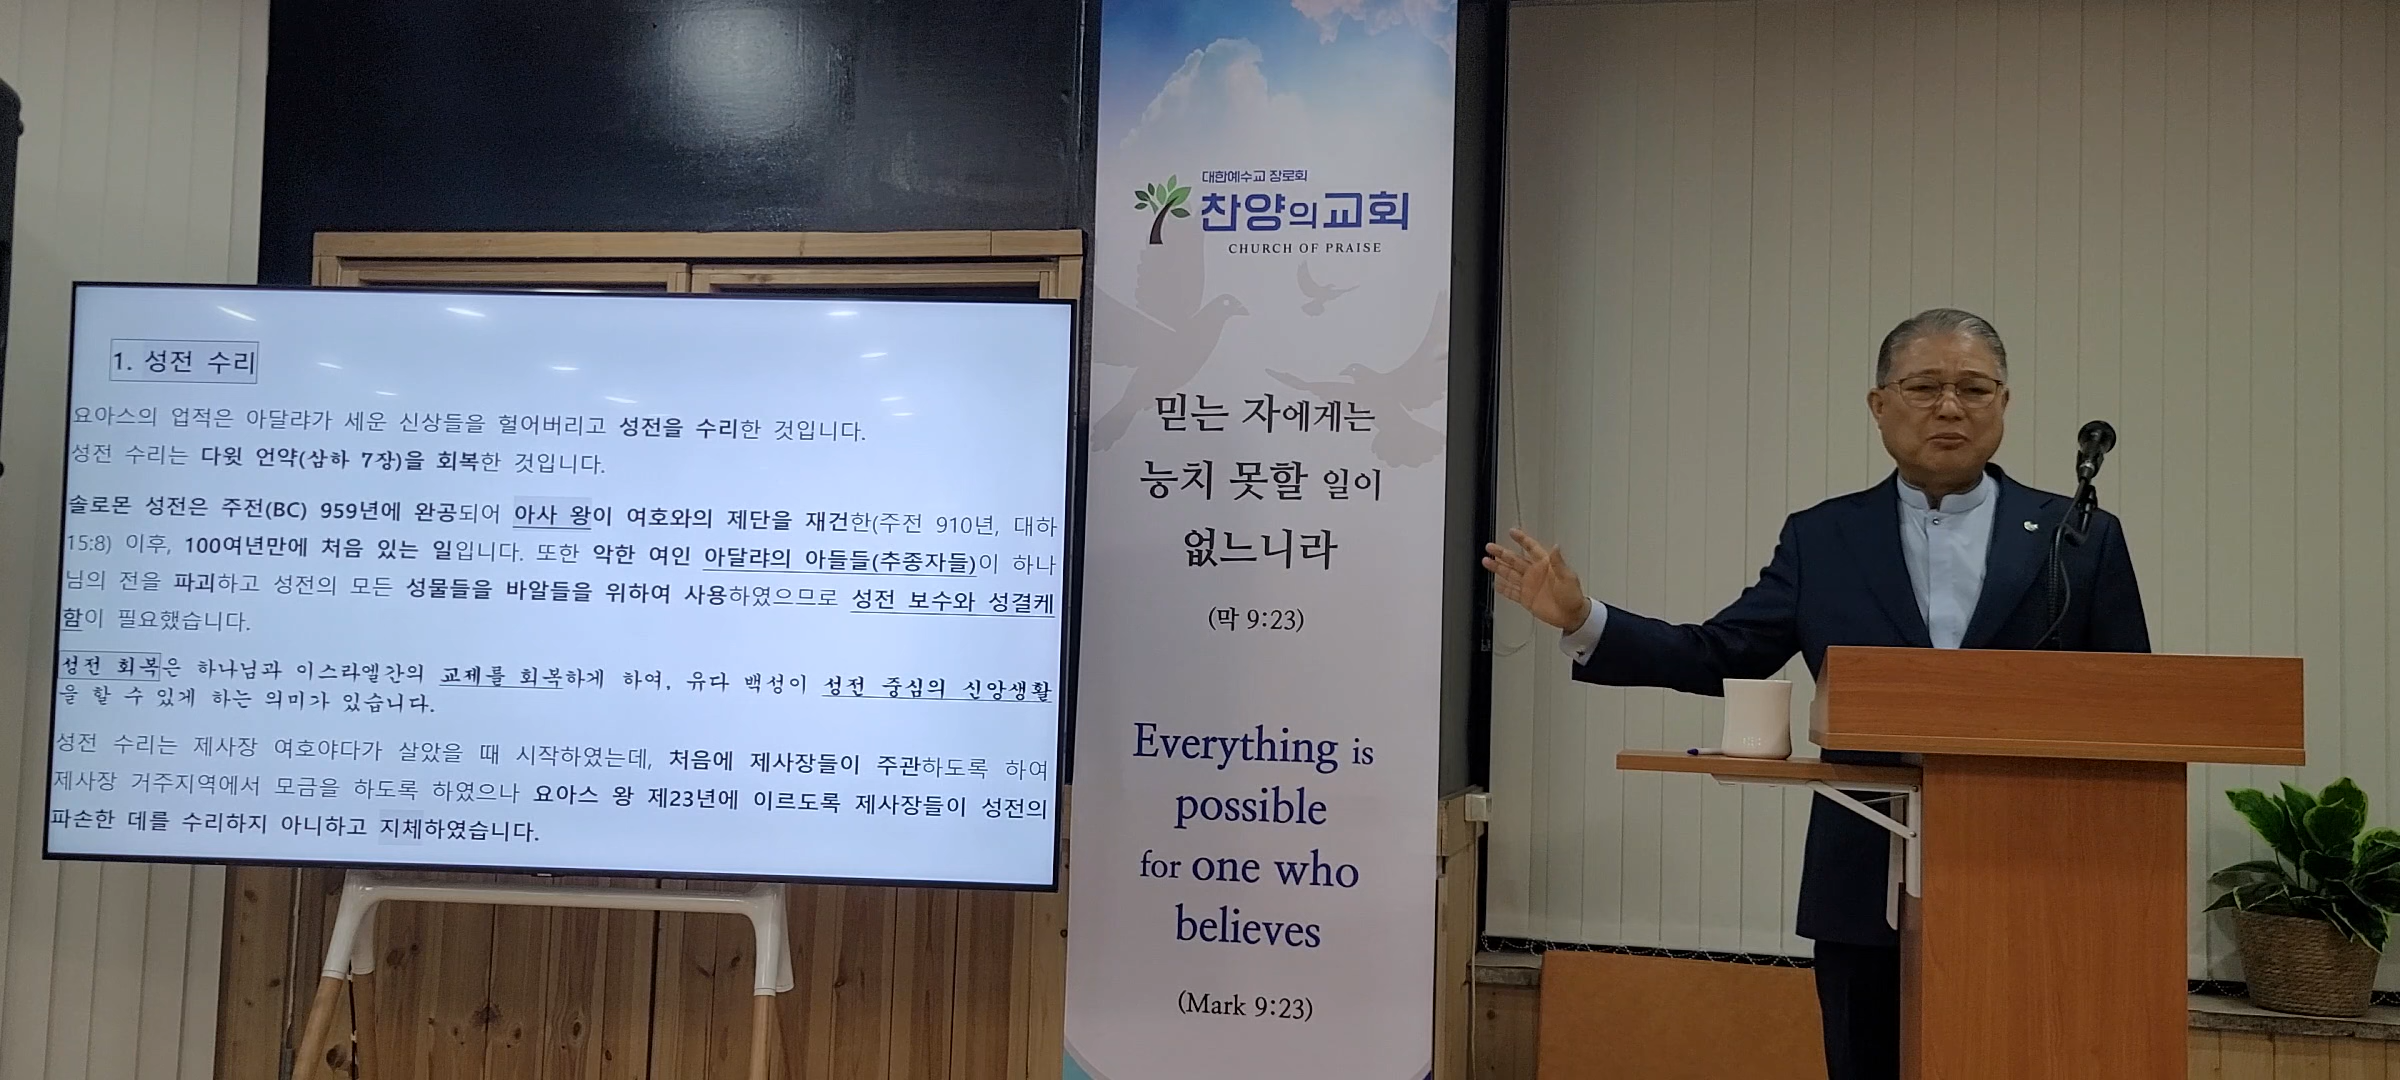 1. 성전 수리
요아스의 업적은 아달랴가 세운 신상들을 헐어버리고 성전을 수리한 것입니다.
성전 수리는 다윗 언약(삼하 7장)을 회복한 것입니다.
솔로몬 성전은 주전(BC) 959년에 완공되어 아사 왕이 여호와의 제단을 재건한(주전 910년, 대하
15:8) 이후, 100여년만에 처음 있는 일입니다. 또한 악한 여인 아달랴의 아들들(추종자들)이 하나
님의 전을 파괴하고 성전의 모든 성물들을 바알들을 위하여 사용하였으므로 성전 보수와 성결케
함이 필요했습니다.
성전 회복은 하나님과 이스라엘간의 교제를 회복하게 하여, 유다 백성이 성전 중심의 신앙생활
을 할 수 있게 하는 의미가 있습니다.
성전 수리는 제사장 여호야다가 살았을 때 시작하였는데, 처음에 제사장들이 주관하도록 하여
제사장 거주지역에서 모금을 하도록 하였으나 요아스 왕 제23년에 이르도록 제사장들이 성전의
파손한 데를 수리하지 아니하고 지체하였습니다.
대한예수교 장로회
찬양의교회
CHURCH OF PRAISE
믿는 자에게는
능치 못할 일이
없느니라
(막 9:23)
Everything is
possible
for one who
believes
(Mark 9:23)